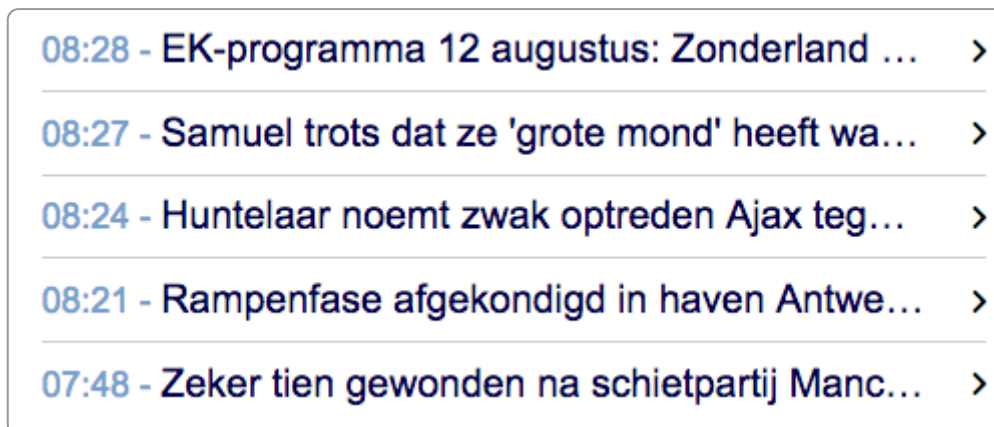 08:28 - EK-programma 12 augustus: Zonderland ...
08:27 - Samuel trots dat ze 'grote mond' heeft wa...
08:24 - Huntelaar noemt zwak optreden Ajax teg...
08:21 - Rampenfase afgekondigd in haven Antwe...
07:48 - Zeker tien gewonden na schietpartij Manc...